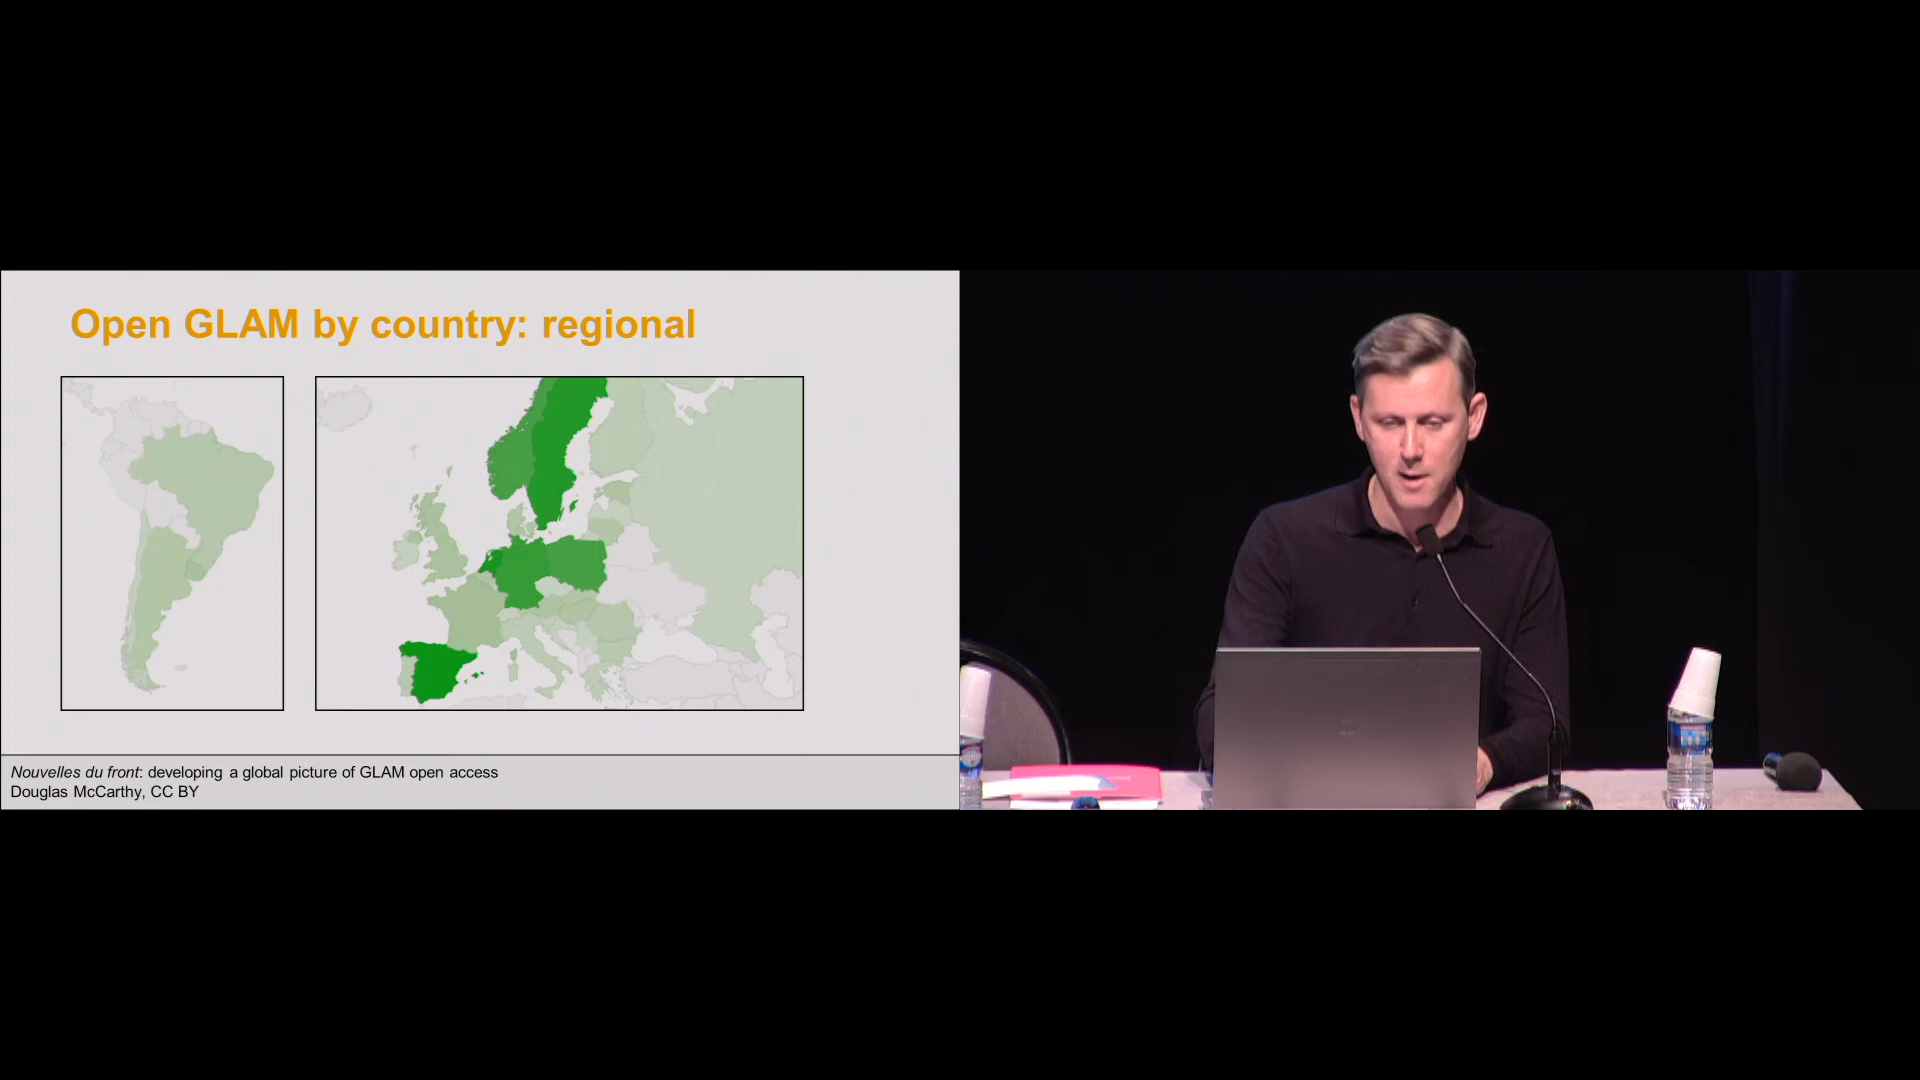 Open GLAM by country: regional
Nouvelles du front: developing a global picture of GLAM open access
Douglas McCarthy, CC BY